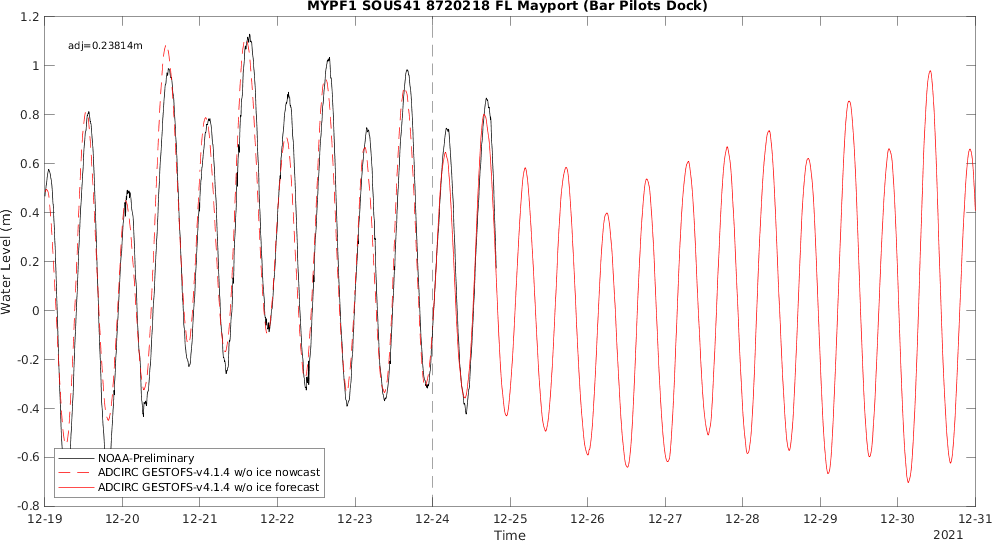 MYPF1 SOUS41 8720218 FL Mayport (Bar Pilots Dock)
adj=0.23814m
1.2
1
0.8
0.6
0.4
0.2
0
-0.2
-0.4
-0.6
-0.8
Water Level (m)
NOAA-Preliminary
ADCIRC GESTOFS-v4.1.4 w/o ice nowcast
ADCIRC GESTOFS-v4.1.4 w/o ice forecast
12-19 12-20 12-21 12-22 12-23 12-24 12-25 12-26 12-27 12-28 12-29 12-30 12-31
Time
2021